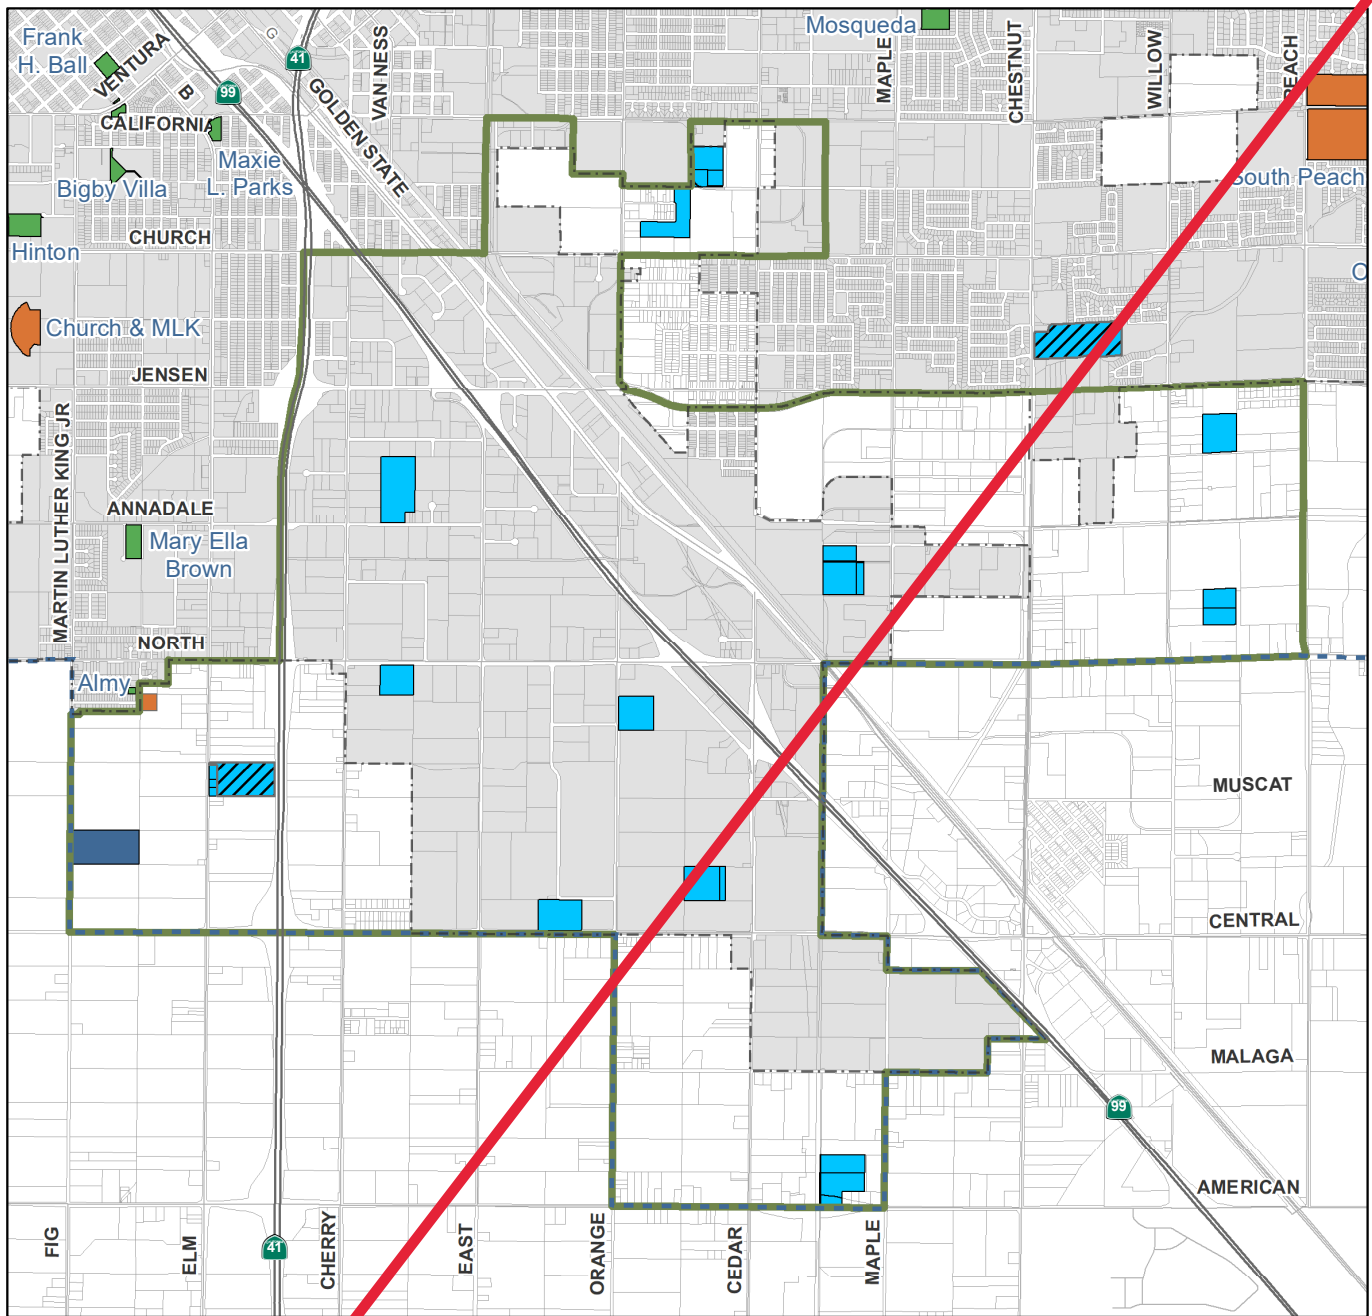 Frank
H. Ball
VENTURA
G
B
41
99
GOLDEN STATE
VAN NESS
Mosqueda
MAPLE
CHESTNUT
WILLOW
PEACH
CALIFORNIA
Maxie
L. Parks
Bigby Villa
South Peach
CHURCH
Hinton
O
Church & MLK
JENSEN
MARTIN LUTHER KING JR
ANNADALE
Mary Ella
Brown
NORTH
Almy
MUSCAT
CENTRAL
MALAGA
99
AMERICAN
FIG
ELM
41
CHERRY
EAST
ORANGE
CEDAR
MAPLE